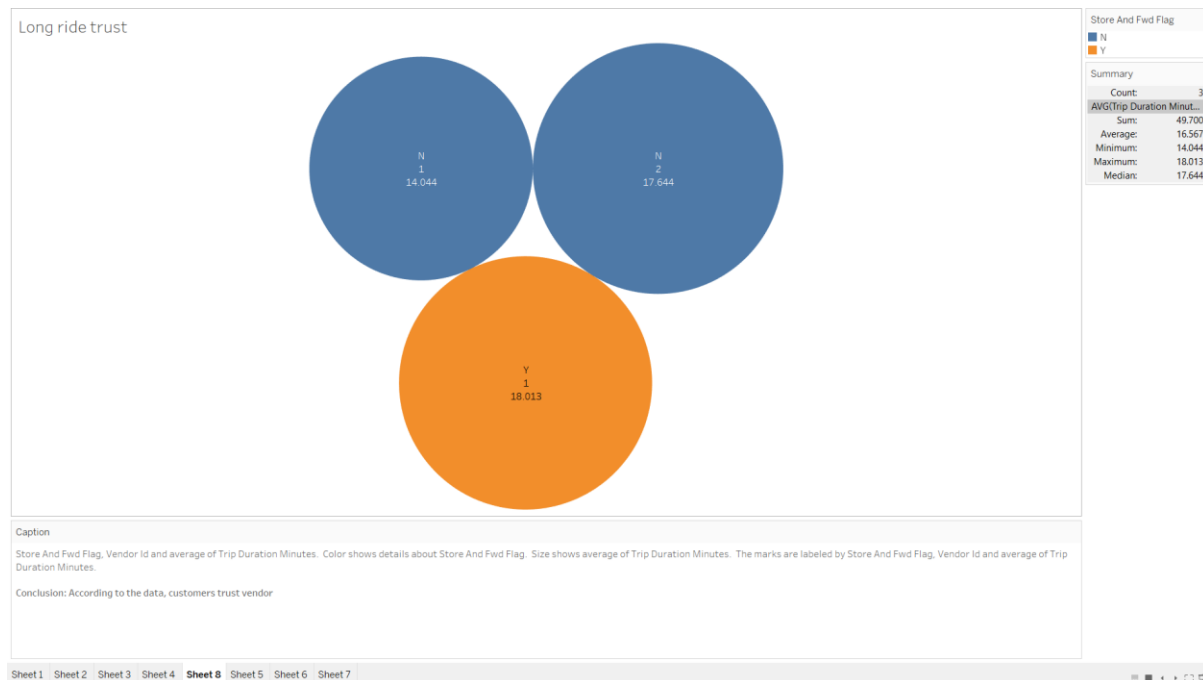 Long ride trust
N
1
14.044
N
2
17.644
Y
1
18.013
Store And Fwd Flag
N
Y
Summary
Count: 3
AVG(Trip Duration Minut...
Sum: 49.700
Average: 16.567
Minimum: 14.044
Maximum: 18.013
Median: 17.644
Caption
Store And Fwd Flag, Vendor Id and average of Trip Duration Minutes. Color shows details about Store And Fwd Flag. Size shows average of Trip Duration Minutes. The marks are labeled by Store And Fwd Flag, Vendor Id and average of Trip
Duration Minutes.
Conclusion: According to the data, customers trust vendor
Sheet 1 Sheet 2 Sheet 3 Sheet 4 Sheet 8 Sheet 5 Sheet 6 Sheet 7